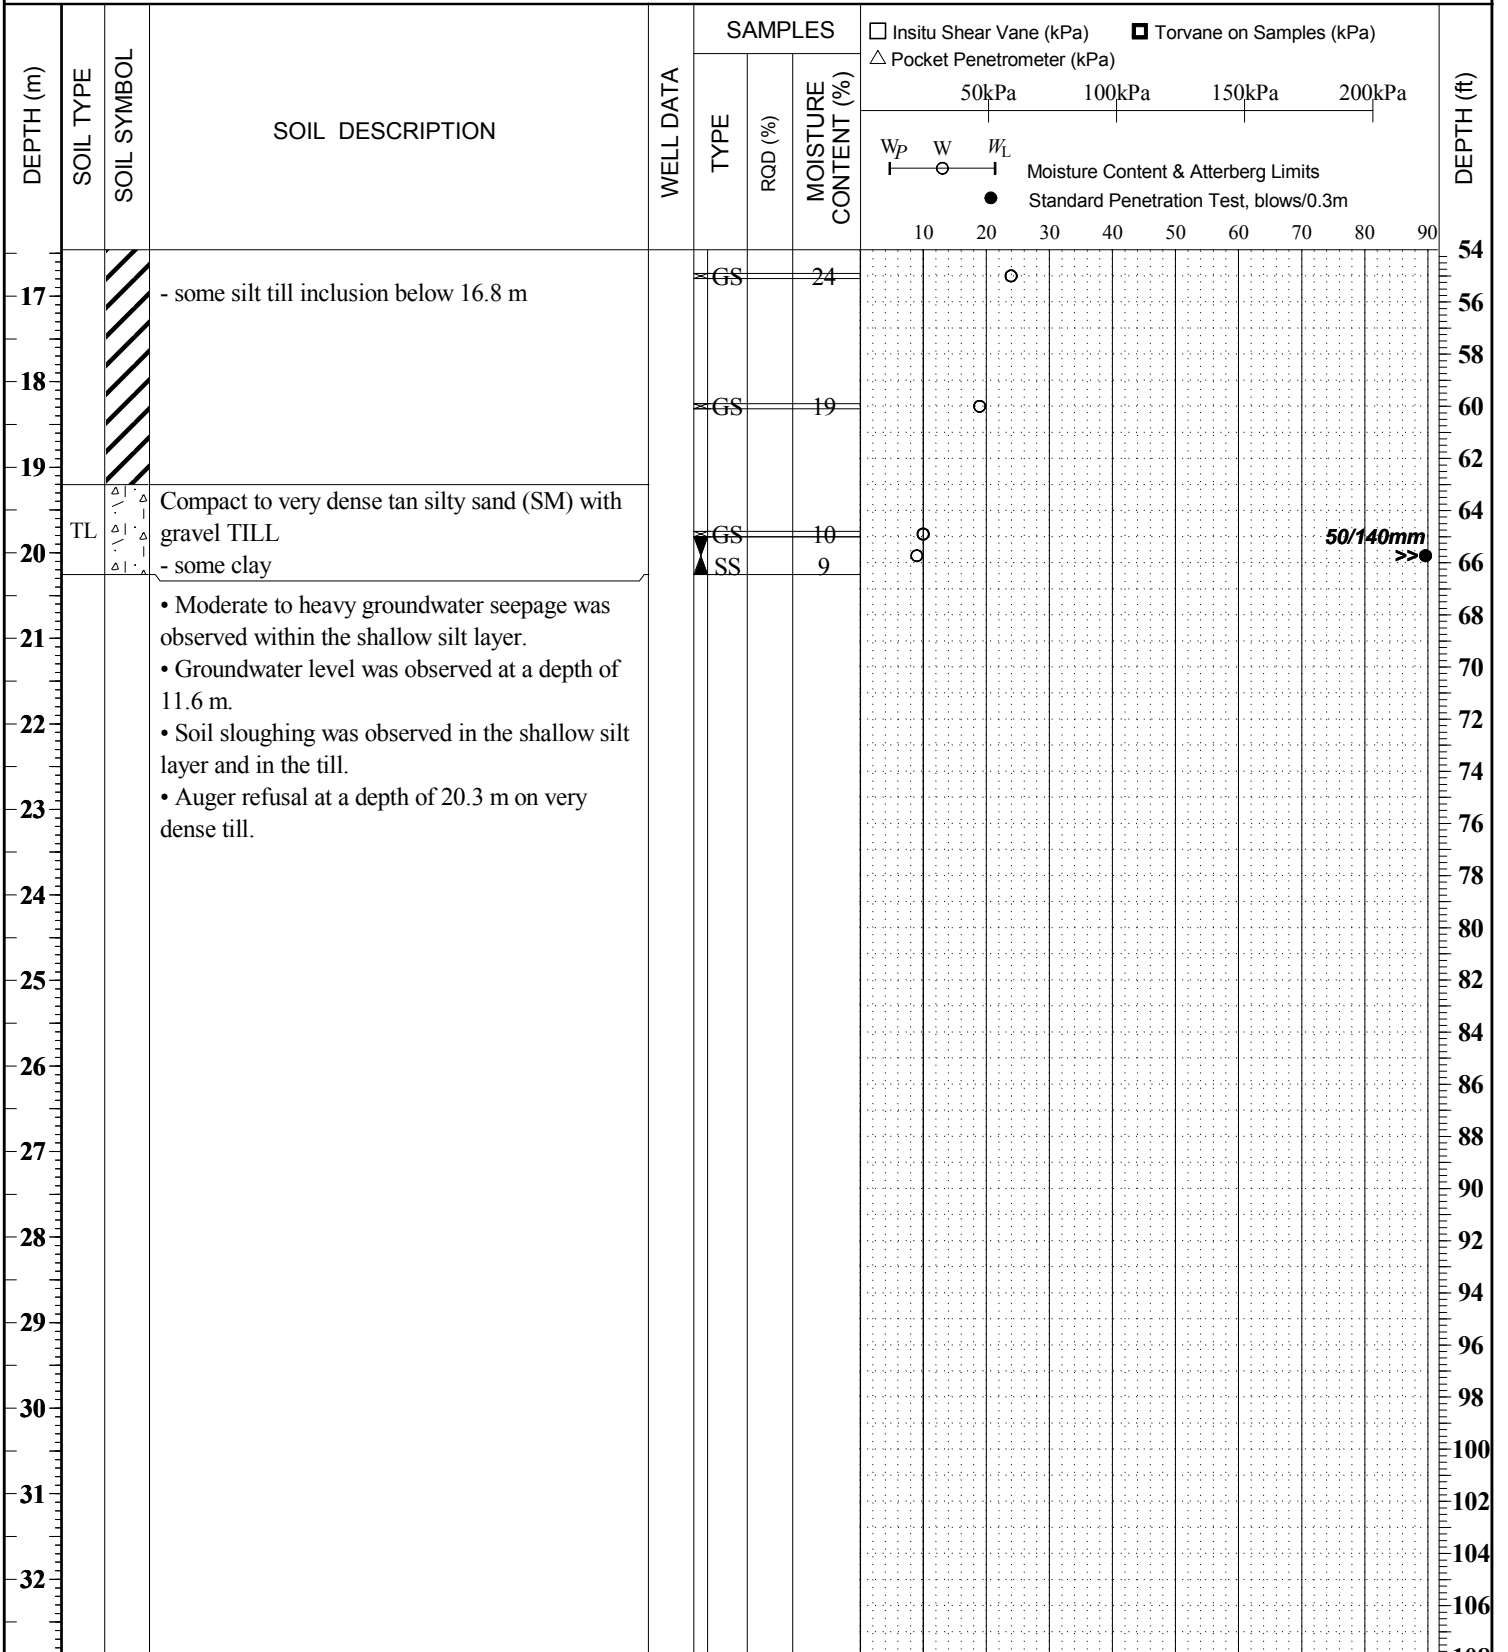 DEPTH (m)
SOIL TYPE
SOIL SYMBOL
SOIL DESCRIPTION
WELL DATA
SAMPLES
TYPE
RQD (%)
MOISTURE
CONTENT (%)
Insitu Shear Vane (kPa)
Torvane on Samples (kPa)
Pocket Penetrometer (kPa)
50kPa 100kPa 150kPa 200kPa
WP W WL
Moisture Content & Atterberg Limits
Standard Penetration Test, blows/0.3m
10 20 30 40 50 60 70 80 90
DEPTH (ft)
54
GS 24
17
- some silt till inclusion below 16.8 m
56
58
18
GS 19
60
19
62
Compact to very dense tan silty sand (SM) with
64
TL
gravel TILL
GS 10
50/140mm
20
- some clay
SS 9
>>
66
• Moderate to heavy groundwater seepage was
68
21
observed within the shallow silt layer.
• Groundwater level was observed at a depth of
70
11.6 m.
22
72
• Soil sloughing was observed in the shallow silt
layer and in the till.
74
• Auger refusal at a depth of 20.3 m on very
23
dense till.
76
78
24
80
25
82
84
26
86
27
88
90
28
92
94
29
96
98
30
100
31
102
104
32
106